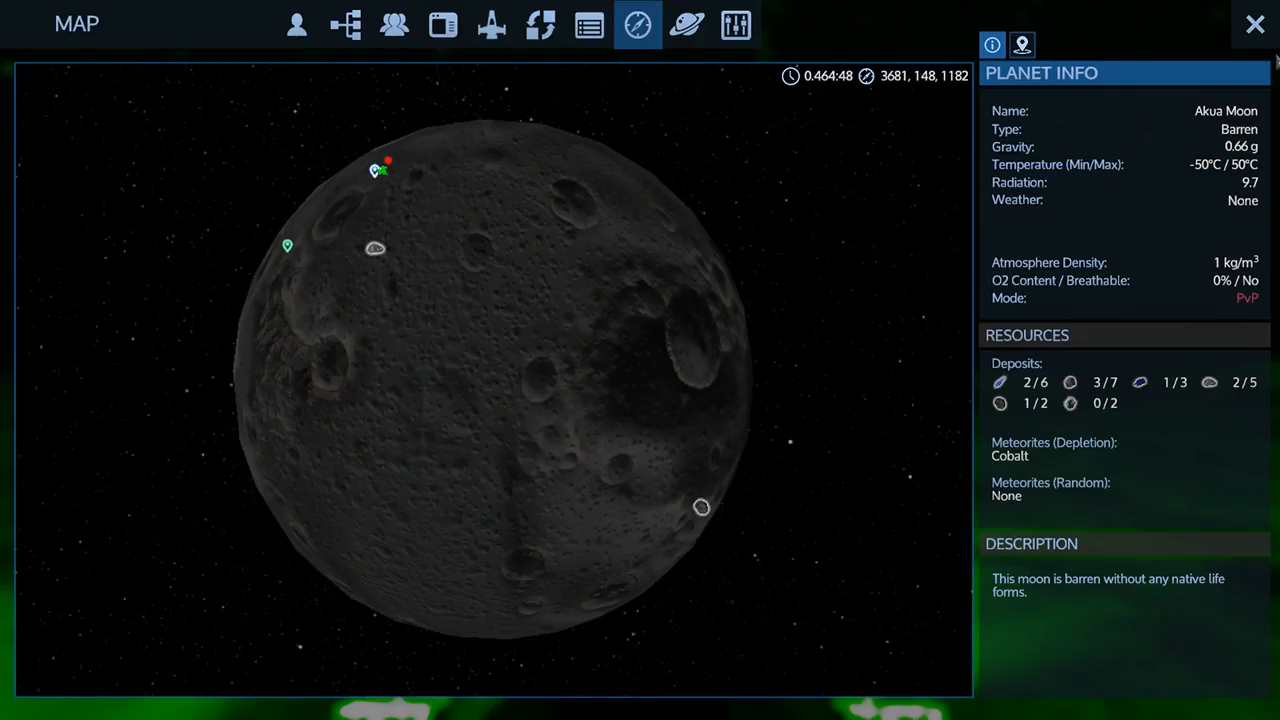 MAP
0.464:48 3681, 148, 1182
PLANET INFO
Name: Akua Moon
Type: Barren
Gravity: 0.66 g
Temperature (Min/Max): -50°C / 50°C
Radiation: 9.7
Weather: None
Atmosphere Density: 1 kg/m³
O2 Content / Breathable: 0% / No
Mode: PvP
RESOURCES
Deposits:
2/6 3/7 1/3 2/5
1/2 0/2
Meteorites (Depletion):
Cobalt
Meteorites (Random):
None
DESCRIPTION
This moon is barren without any native life
forms.